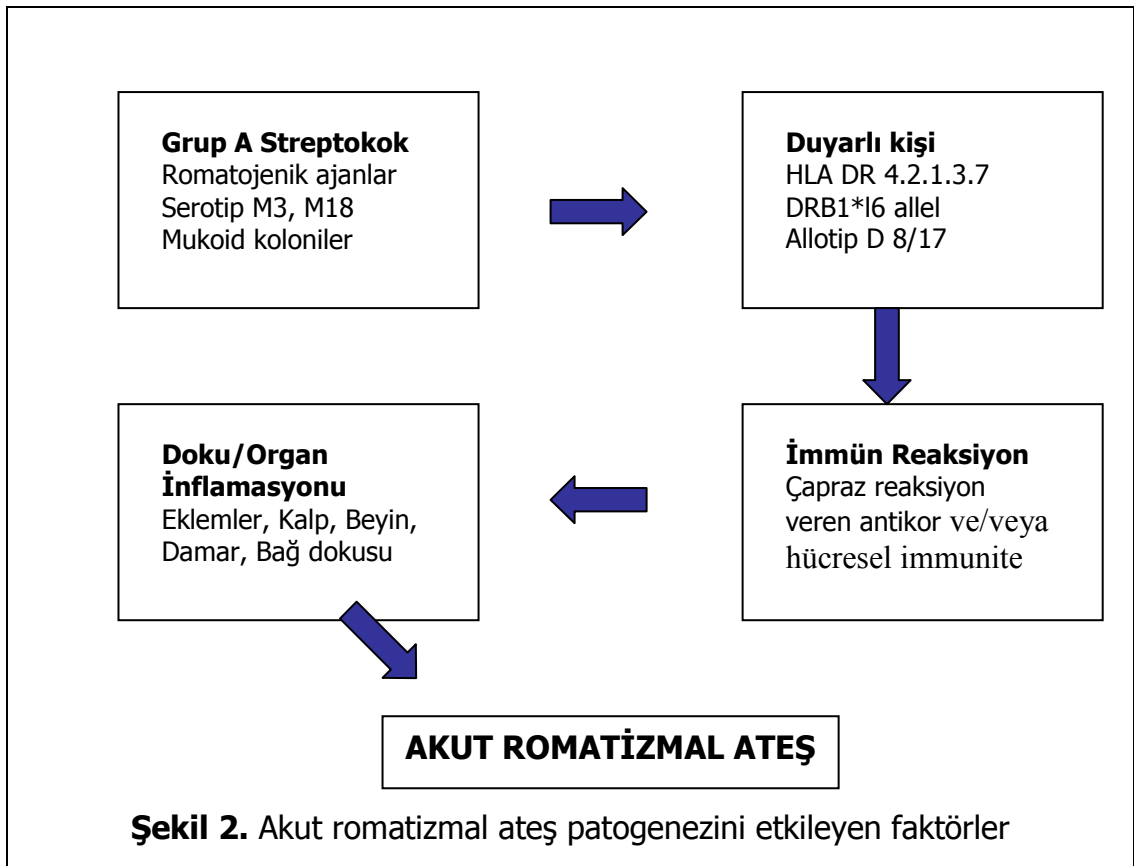 Grup A Streptokok
Romatojenik ajanlar
Serotip M3, M18
Mukoid koloniler
Duyarlı kişi
HLA DR 4.2.1.3.7
DRB1*l6 allel
Allotip D 8/17
Doku/Organ
İnflamasyonu
Eklemler, Kalp, Beyin,
Damar, Bağ dokusu
İmmün Reaksiyon
Çapraz reaksiyon
veren antikor ve/veya
hücresel immunite
AKUT ROMATİZMAL ATEŞ
Şekil 2. Akut romatizmal ateş patogenezini etkileyen faktörler